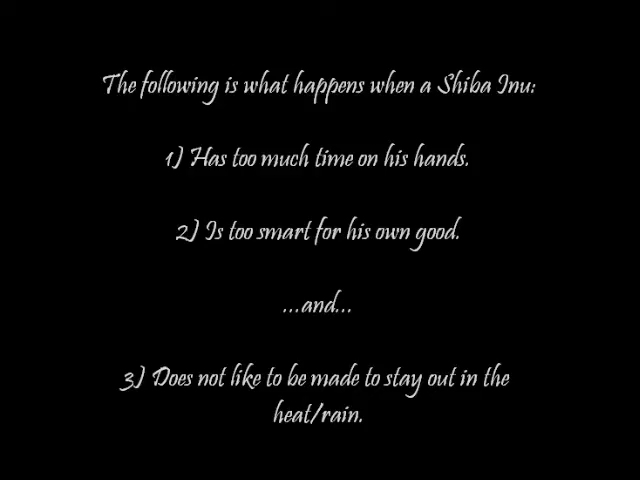 The following is what happens when a Shiba Inu:
1) Has too much time on his hands.
2) Is too smart for his own good.
...and...
3) Does not like to be made to stay out in the
heat/rain.